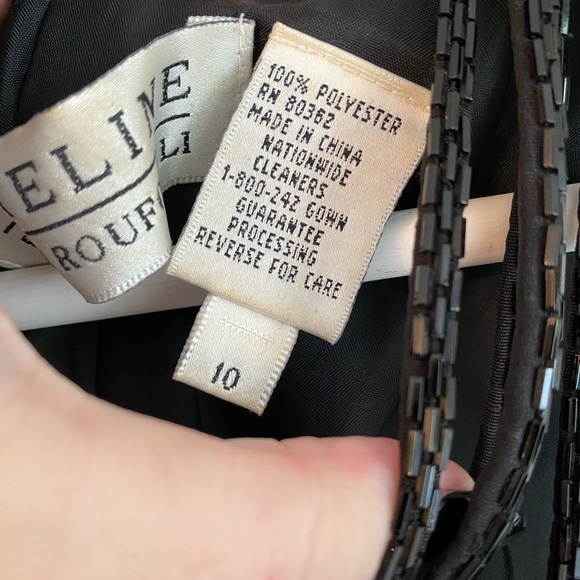 ELINE
ROUF
100% POLYESTER
RN 80362
MADE IN CHINA
NATIONWIDE
CLEANERS
1-800-242 GOWN
GUARANTEE
PROCESSING
REVERSE FOR CARE
10